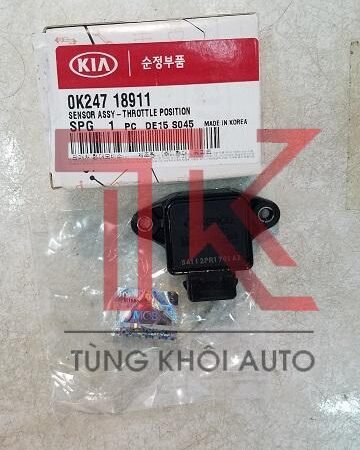 KIA 순정부품
0K247 18911
SENSOR ASSY-THROTTLE POSITION
SPG 1 PC DE15 S045 MADE IN KOREA
TÙNG KHÔI AUTO